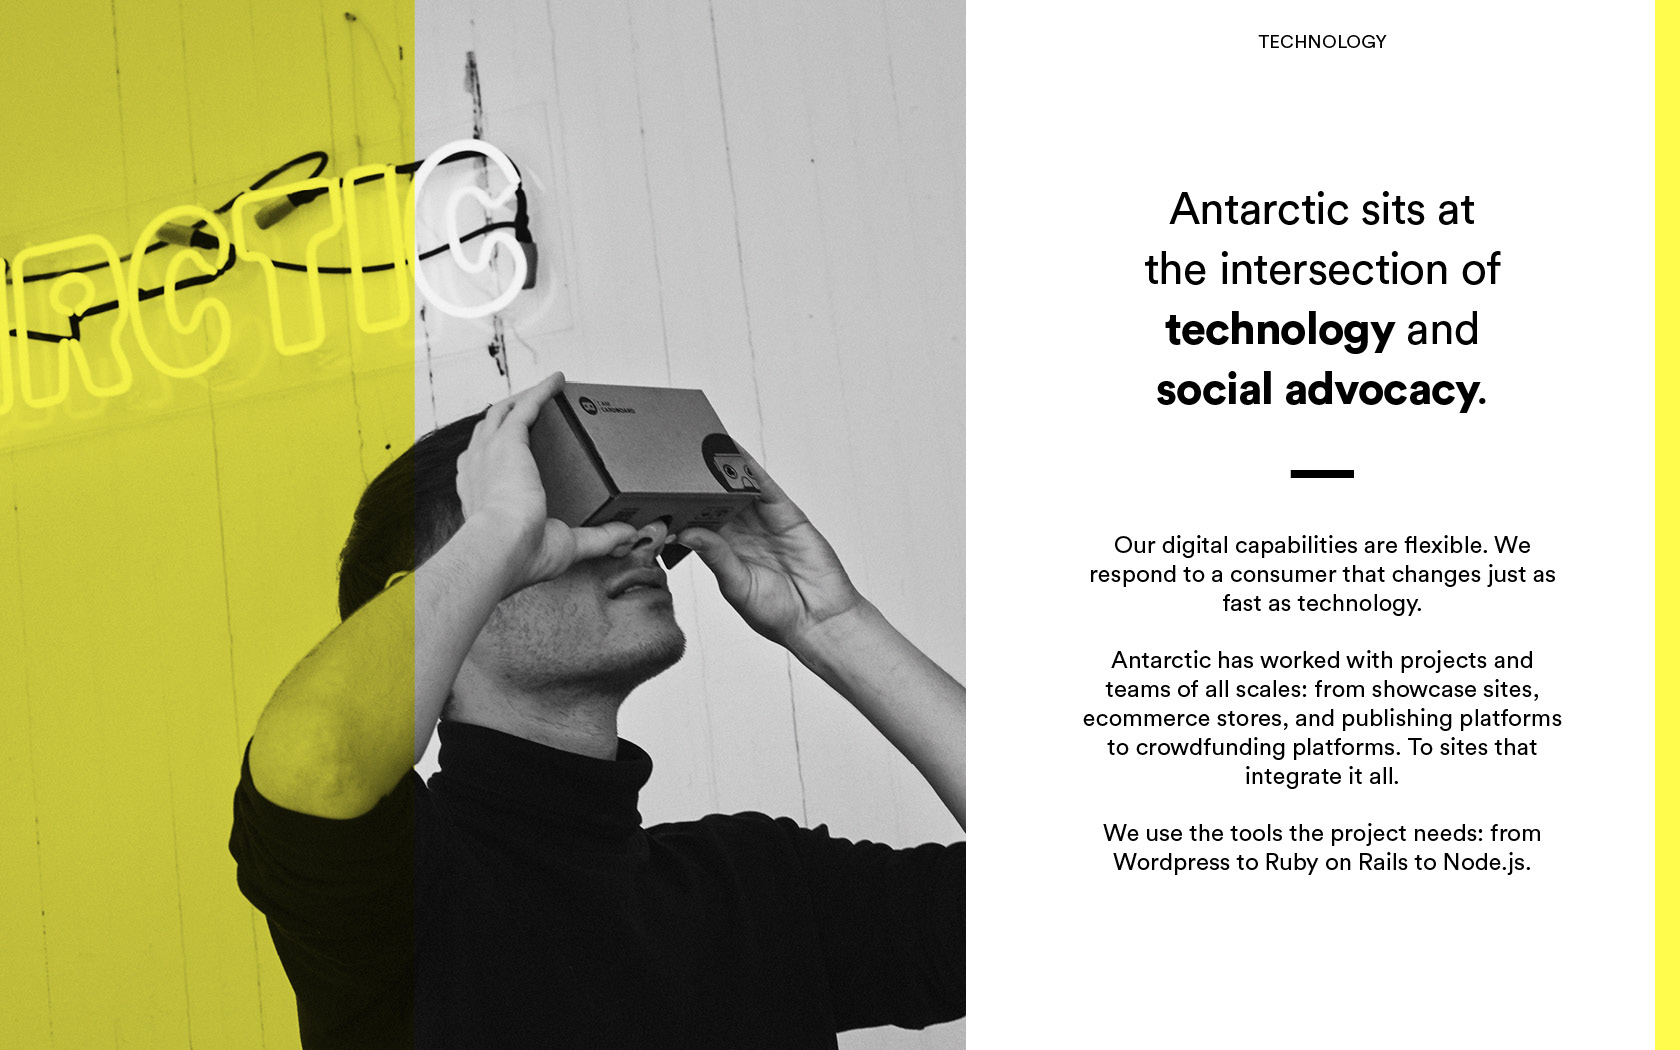 RCTIC
I AM
CARDBOARD
TECHNOLOGY
Antarctic sits at
the intersection of
technology and
social advocacy.
Our digital capabilities are flexible. We
respond to a consumer that changes just as
fast as technology.
Antarctic has worked with projects and
teams of all scales: from showcase sites,
ecommerce stores, and publishing platforms
to crowdfunding platforms. To sites that
integrate it all.
We use the tools the project needs: from
Wordpress to Ruby on Rails to Node.js.